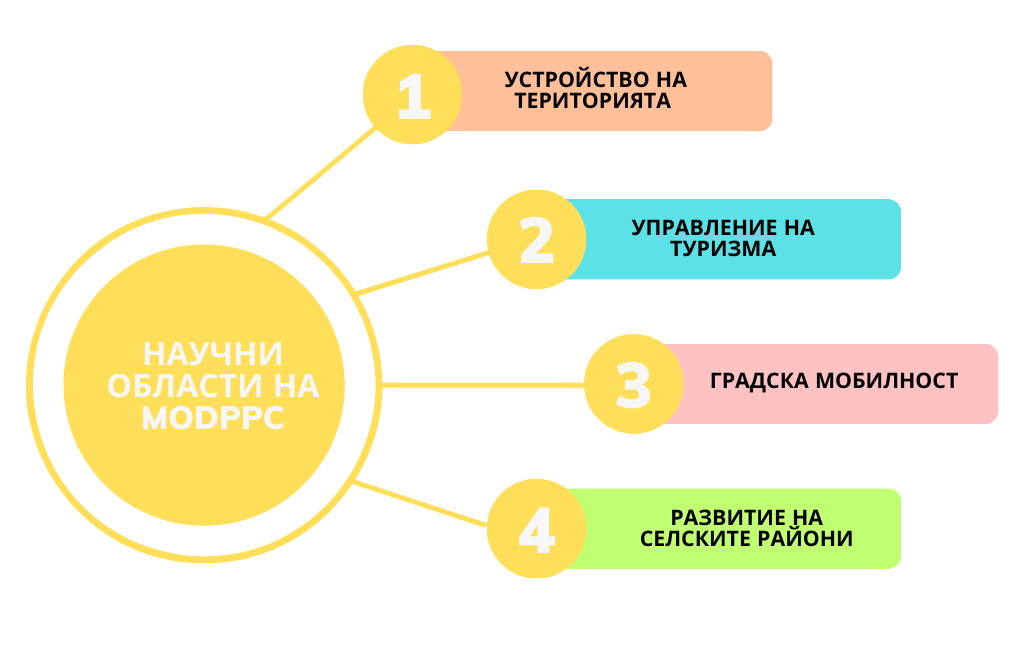 1
УСТРОЙСТВО НА
ТЕРИТОРИЯТА
2
УПРАВЛЕНИЕ НА
ТУРИЗМА
НАУЧНИ
ОБЛАСТИ НА
MODPPC
3
ГРАДСКА МОБИЛНОСТ
4
РАЗВИТИЕ НА
СЕЛСКИТЕ РАЙОНИ